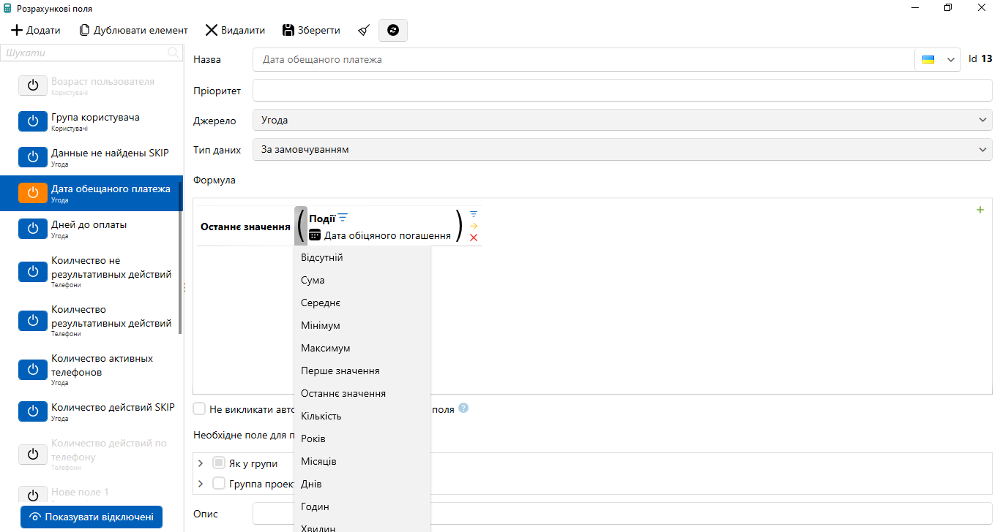 Розрахункові поля
Додати
Дублювати елемент
Видалити
Зберегти
Шукати
Возраст пользователя
Користувачі
Група користувача
Користувачі
Данные не найдены SKIP
Угода
Дата обещаного платежа
Угода
Дней до оплаты
Угода
Коилчество не
результативных действий
Телефони
Коилчество
результативных действий
Телефони
Количество активных
телефонов
Угода
Количество действий SKIP
Угода
Количество действий по
телефону
Телефони
Нове поле 1
Показувати відключені
Назва
Дата обещаного платежа
Id 13
Пріоритет
Джерело
Угода
Тип даних
За замовчуванням
Формула
Останнє значення
(
Події
Дата обіцяного погашення
)
Відсутній
Сума
Середнє
Мінімум
Максимум
Перше значення
Останнє значення
Кількість
Років
Місяців
Днів
Годин
Хвилин
Не викликати авто
поля
?
Необхідне поле для п
Як у групи
Группа проек
Опис